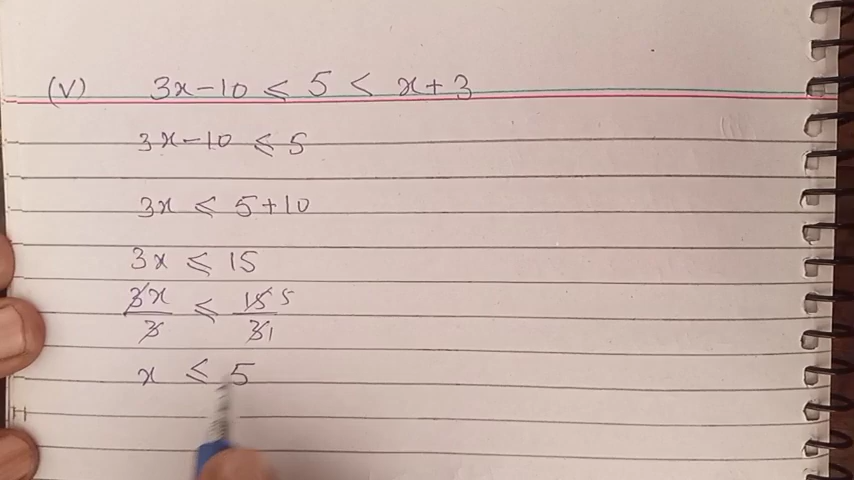 (V) 3x-10 ≤ 5 < x+3
3x-10 ≤ 5
3x ≤ 5+10
3x ≤ 15
3x/3 ≤ 15/3 5 1
x ≤ 5